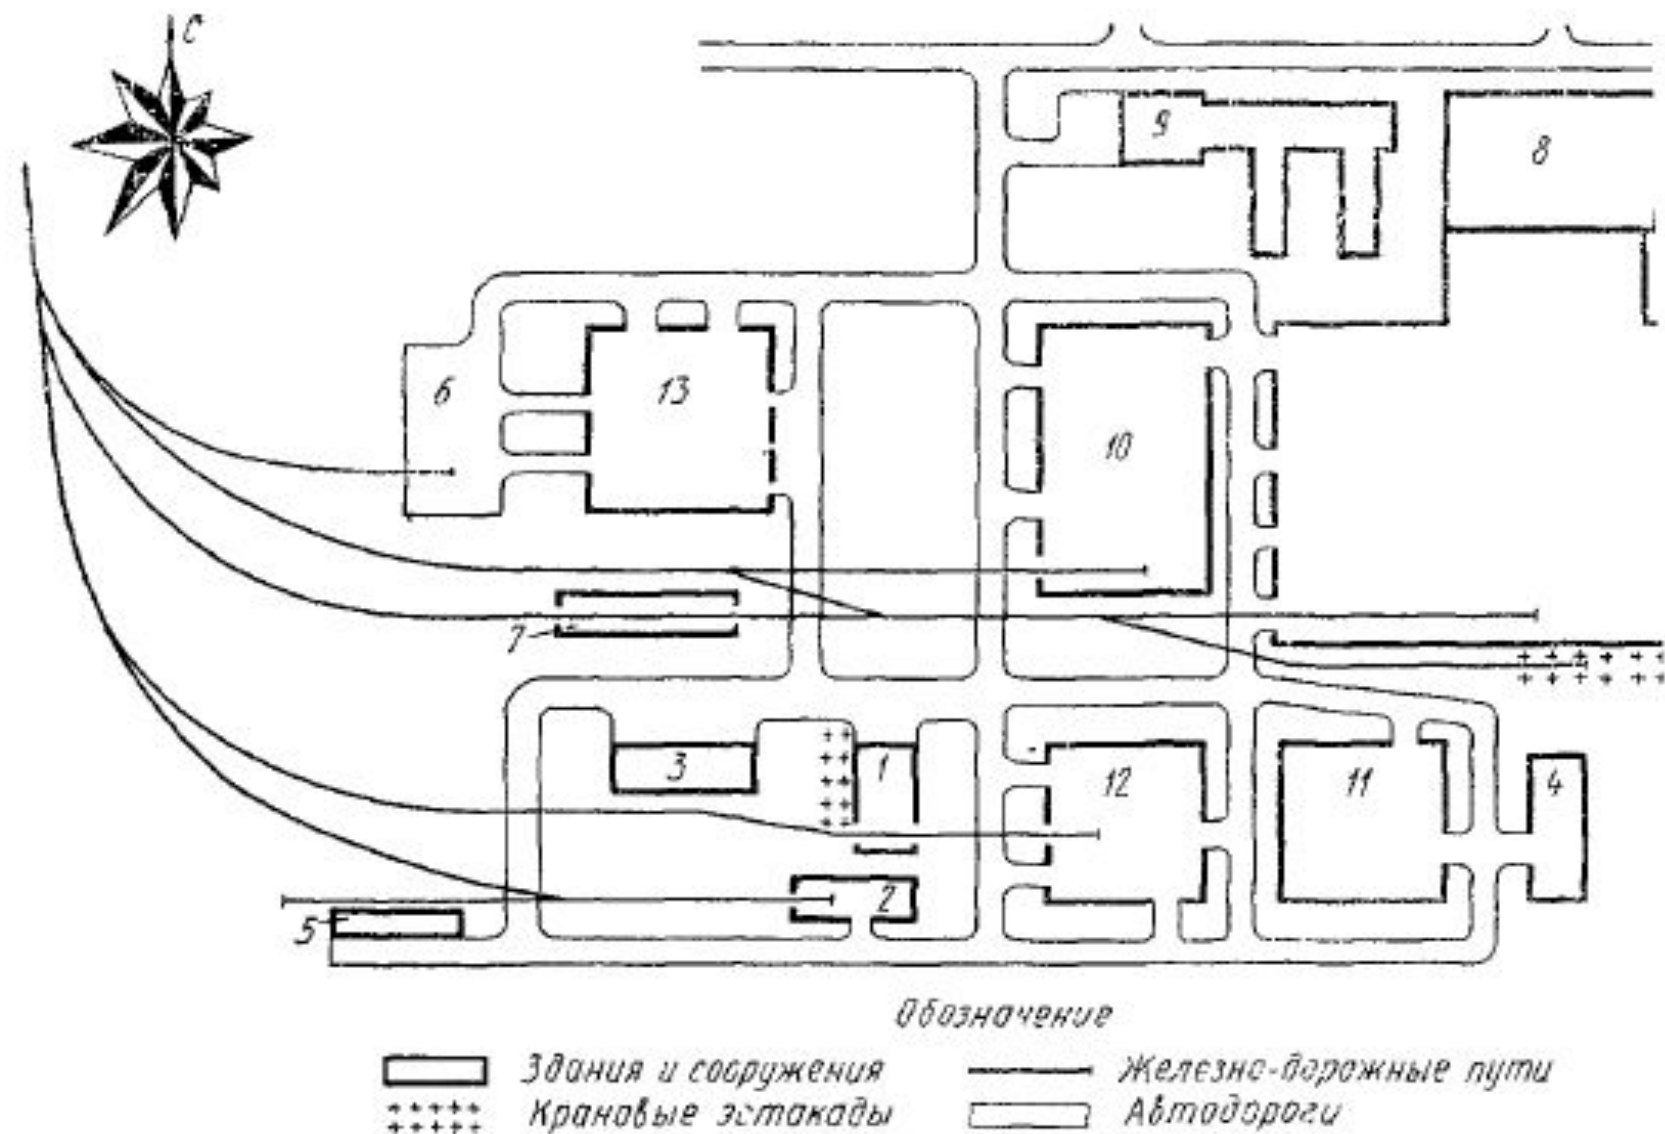 С
9
8
6
13
10
7
3
1
12
11
4
2
5
Обозначение
Здания и сооружения
Железно-дорожные пути
Крановые эстакады
Автодороги